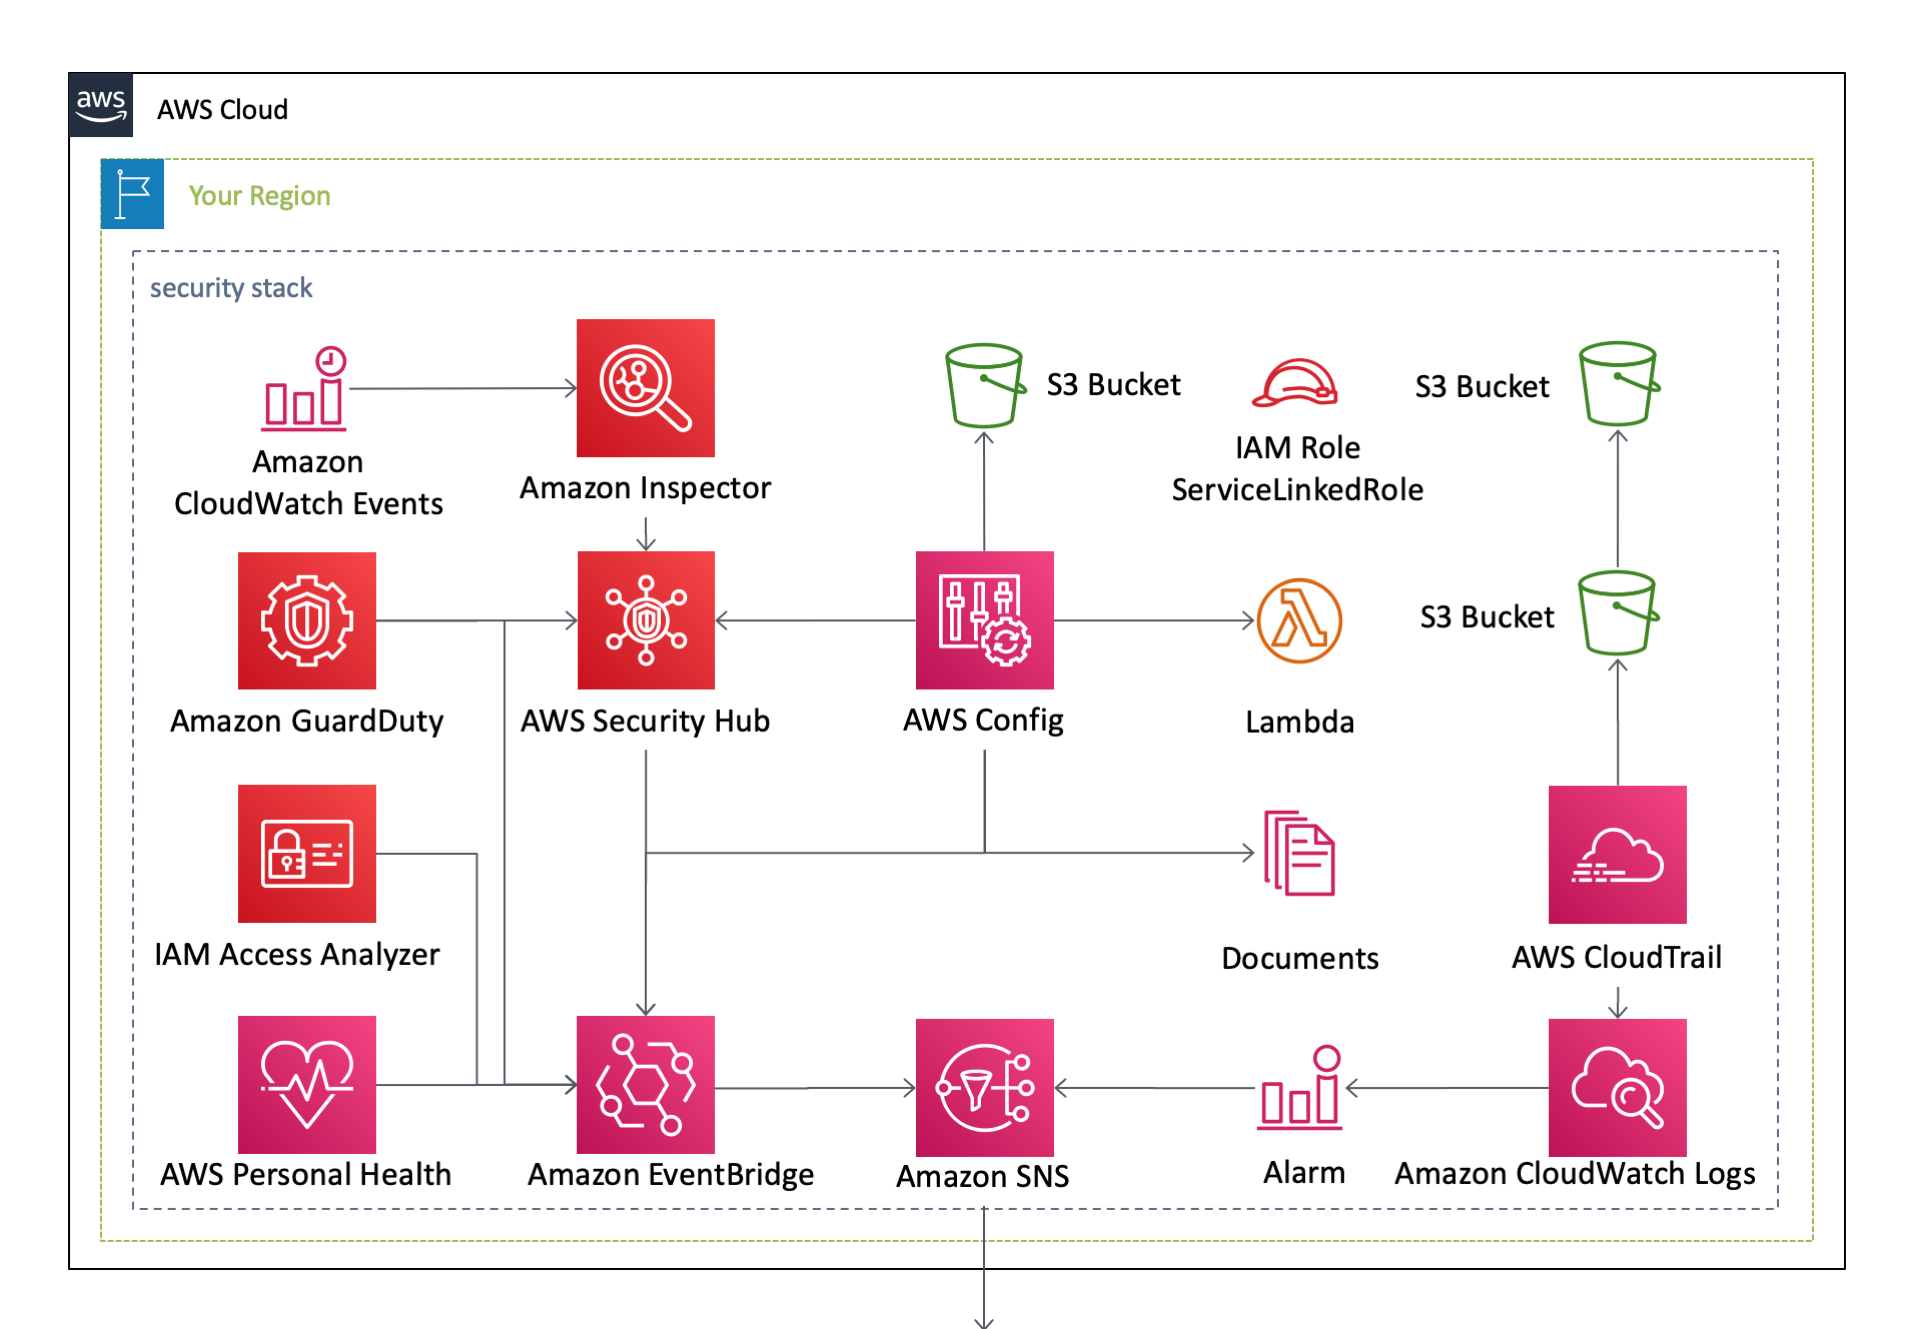 aws
AWS Cloud
Your Region
security stack
Amazon
CloudWatch Events
Amazon Inspector
S3 Bucket
IAM Role
ServiceLinkedRole
S3 Bucket
Amazon GuardDuty
AWS Security Hub
AWS Config
Lambda
S3 Bucket
IAM Access Analyzer
Documents
AWS CloudTrail
AWS Personal Health
Amazon EventBridge
Amazon SNS
Alarm
Amazon CloudWatch Logs